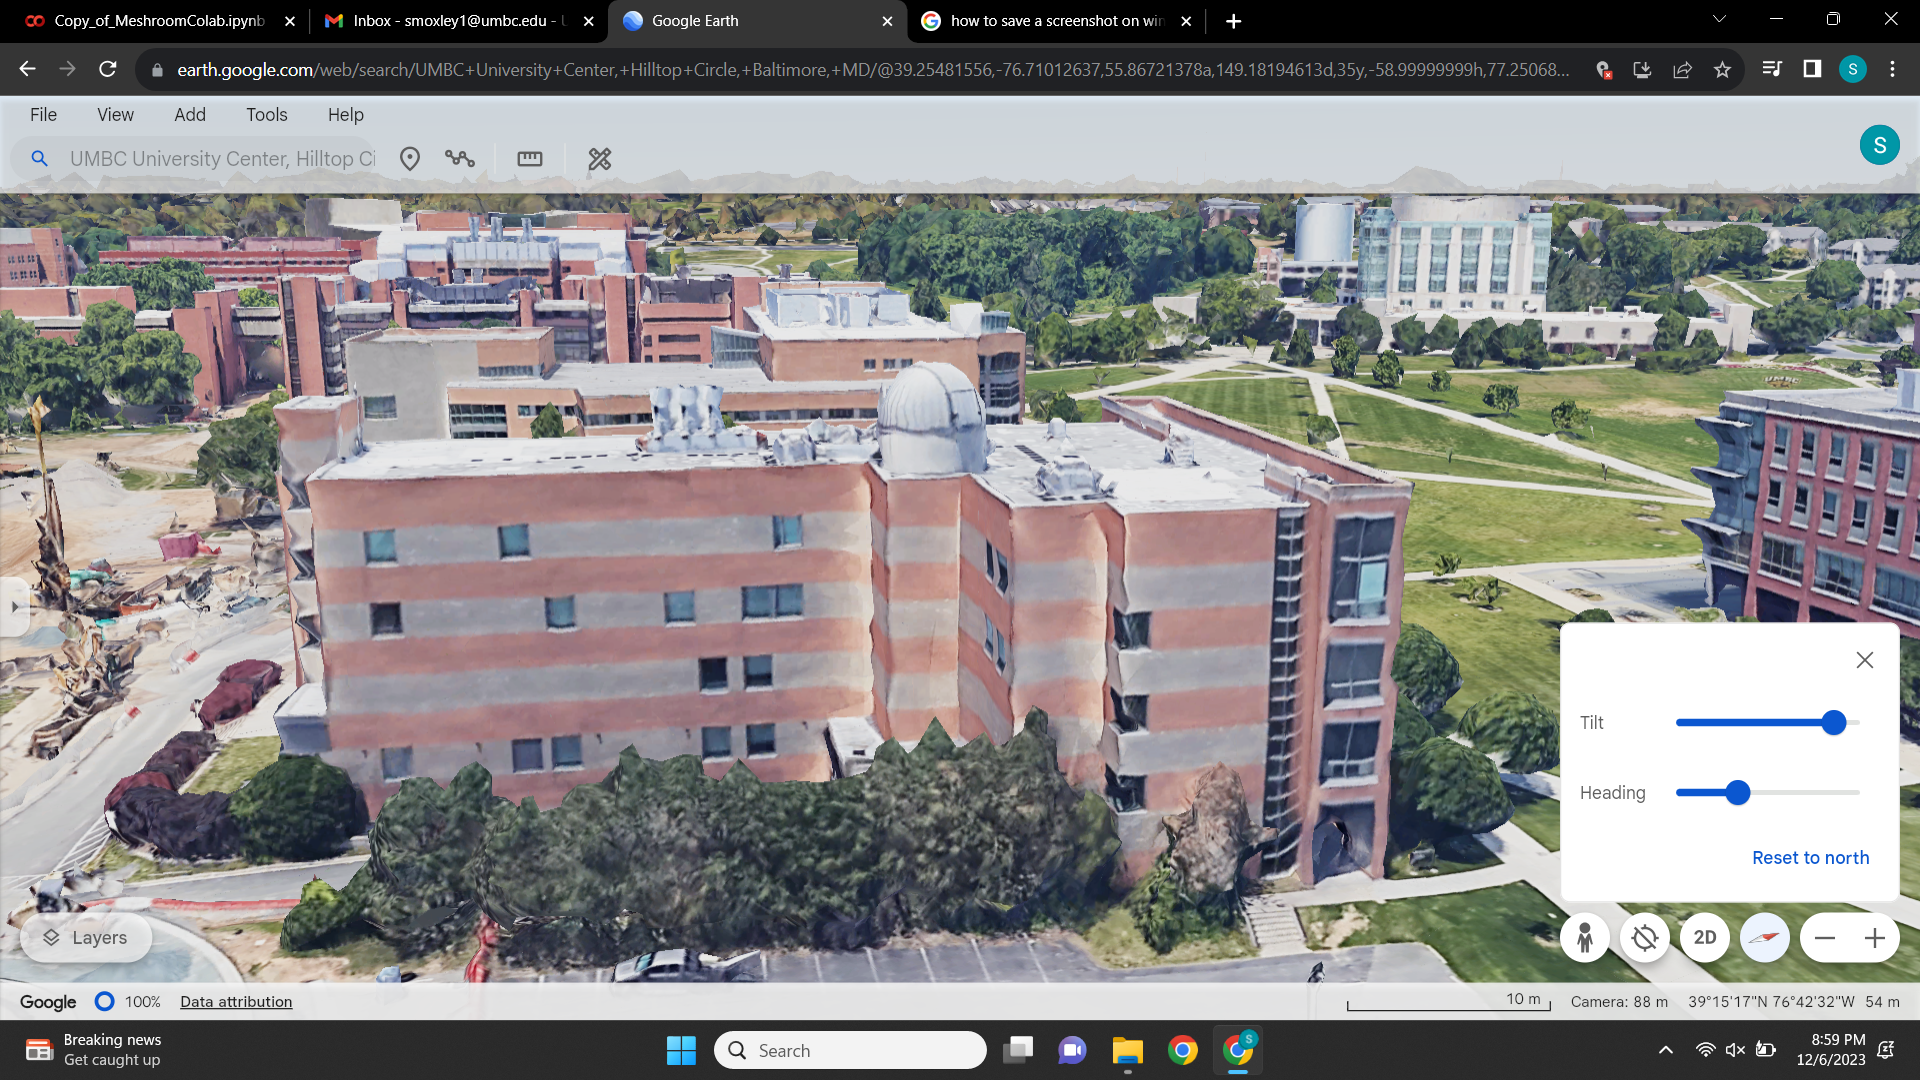 Copy_of_MeshroomColab.ipynb
Inbox - smoxley1@umbc.edu - U
Google Earth
how to save a screenshot on win
earth.google.com/web/search/UMBC+University+Center,+Hilltop+Circle,+Baltimore,+MD/@39.25481556,-76.71012637,55.86721378a,149.18194613d,35y,-58.99999999h,77.25068...
S
File View Add Tools Help
UMBC University Center, Hilltop Ci
S
UMBC
Tilt
Heading
Reset to north
Layers
2D
Google 100% Data attribution
10 m
Camera: 88 m 39°15'17"N 76°42'32"W 54 m
Breaking news
Get caught up
Search
S
8:59 PM
12/6/2023